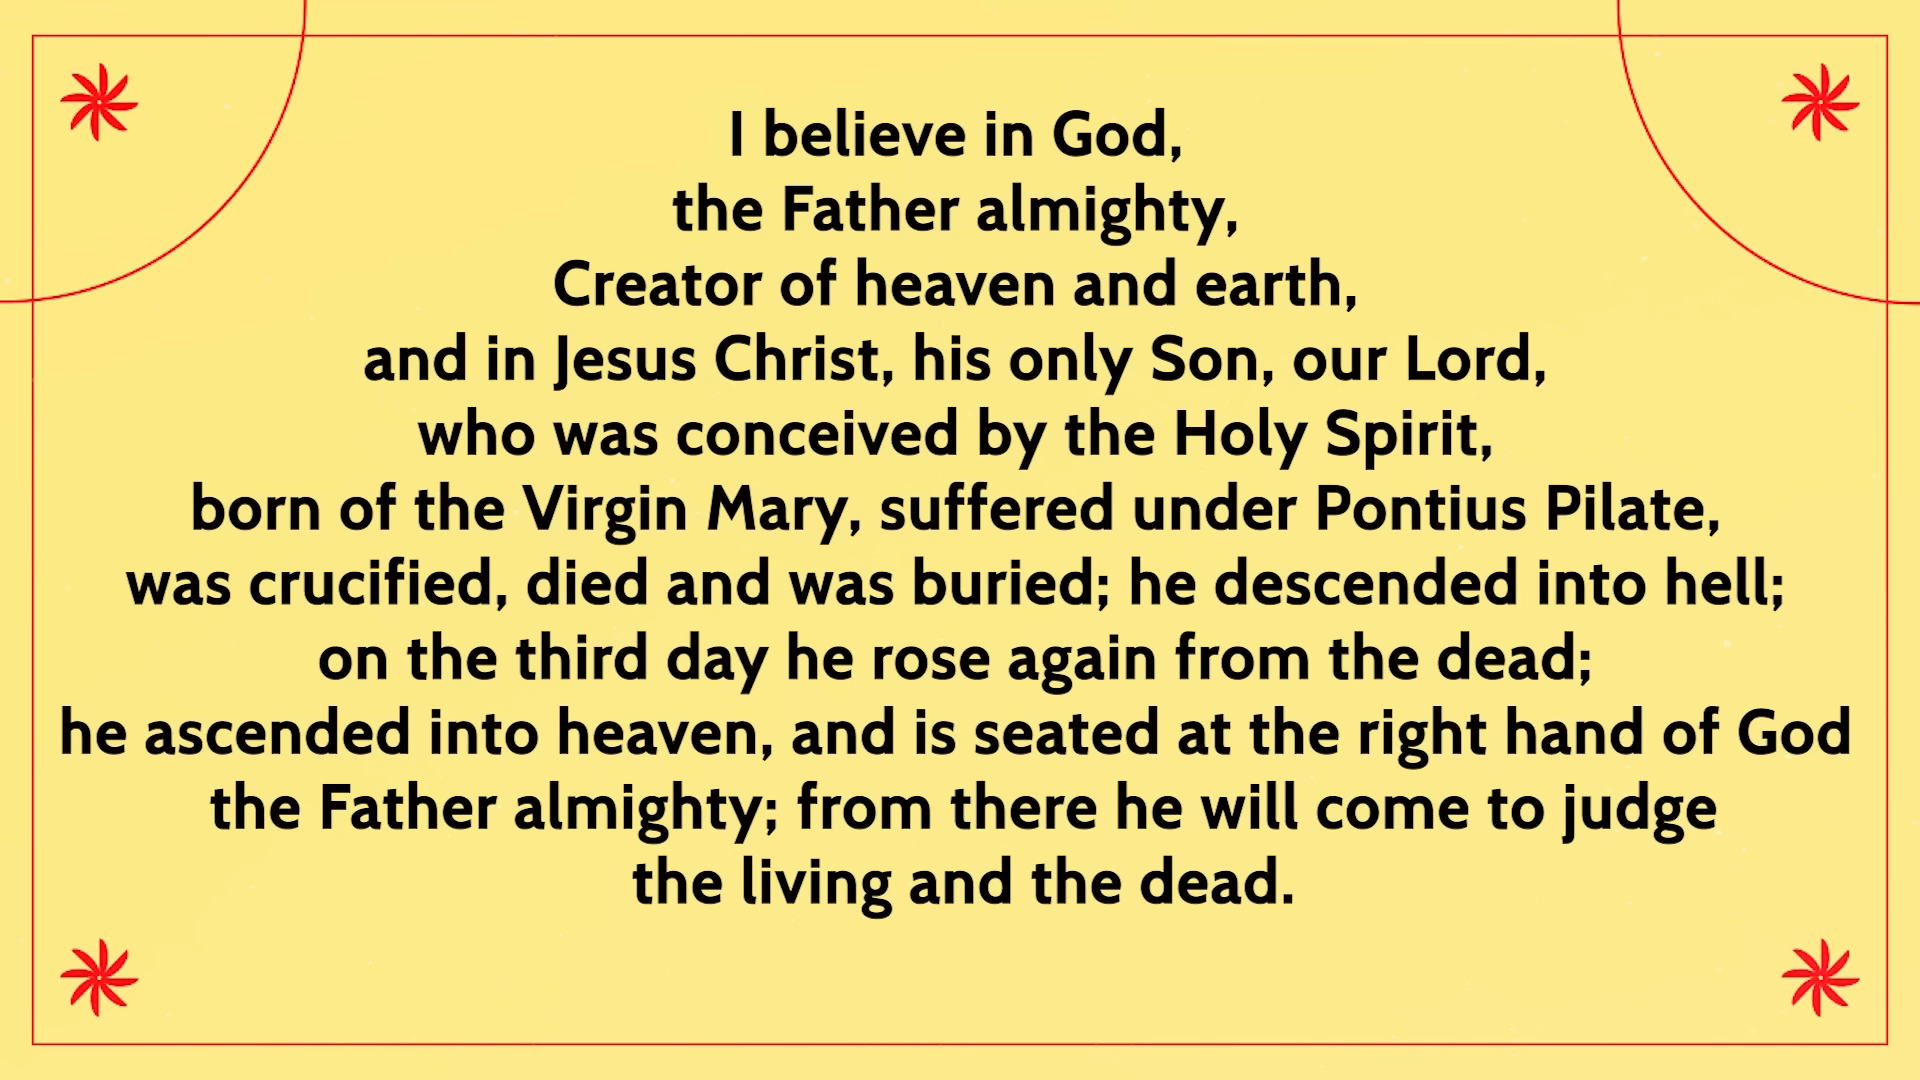 I believe in God,
the Father almighty,
Creator of heaven and earth,
and in Jesus Christ, his only Son, our Lord,
who was conceived by the Holy Spirit,
born of the Virgin Mary, suffered under Pontius Pilate,
was crucified, died and was buried; he descended into hell;
on the third day he rose again from the dead;
he ascended into heaven, and is seated at the right hand of God
the Father almighty; from there he will come to judge
the living and the dead.